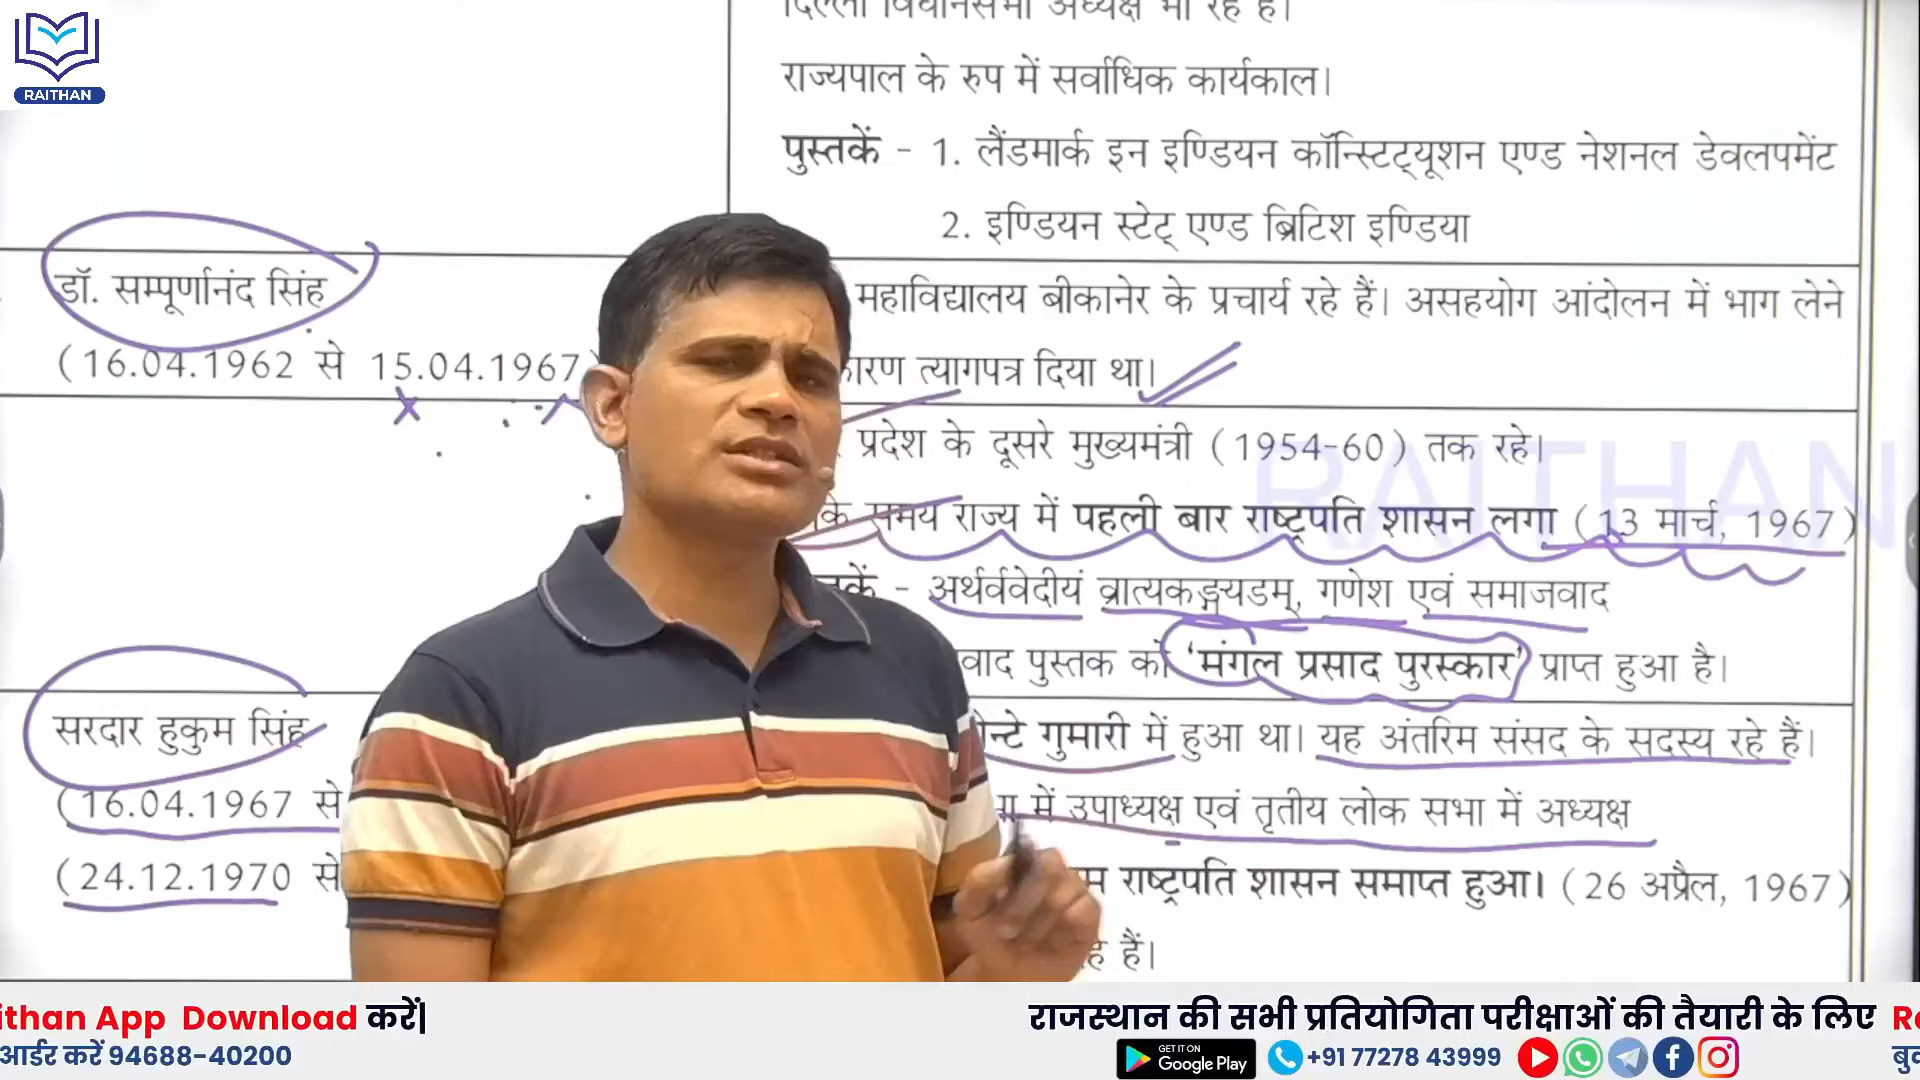 RAITHAN
दिल्ली विधानसभा अध्यक्ष भी रहे हैं।
राज्यपाल के रुप में सर्वाधिक कार्यकाल।
पुस्तकें - 1. लैंडमार्क इन इण्डियन कॉन्स्टिट्यूशन एण्ड नेशनल डेवलपमेंट
2. इण्डियन स्टेट् एण्ड ब्रिटिश इण्डिया
डॉ. सम्पूर्णानंद सिंह
(16.04.1962 से 15.04.1967)
महाविद्यालय बीकानेर के प्रचार्य रहे हैं। असहयोग आंदोलन में भाग लेने
कारण त्यागपत्र दिया था।
प्रदेश के दूसरे मुख्यमंत्री (1954-60) तक रहे।
के समय राज्य में पहली बार राष्ट्रपति शासन लगा (13 मार्च, 1967)
- अर्थर्ववेदीयं गणेश एवं समाजवाद
वाद पुस्तक को 'मंगल प्रसाद पुरस्कार' प्राप्त हुआ है।
RAITHAN
सरदार हुकुम सिंह
(16.04.1967 से
(24.12.1970 से
गुमारी में हुआ था। यह अंतरिम संसद के सदस्य रहे हैं।
में उपाध्यक्ष एवं तृतीय लोक सभा में अध्यक्ष
राष्ट्रपति शासन समाप्त हुआ। (26 अप्रैल, 1967)
हैं।
ithan App Download करें|
आर्डर करें 94688-40200
राजस्थान की सभी प्रतियोगिता परीक्षाओं की तैयारी के लिए
GET IT ON
Google Play
+91 77278 43999